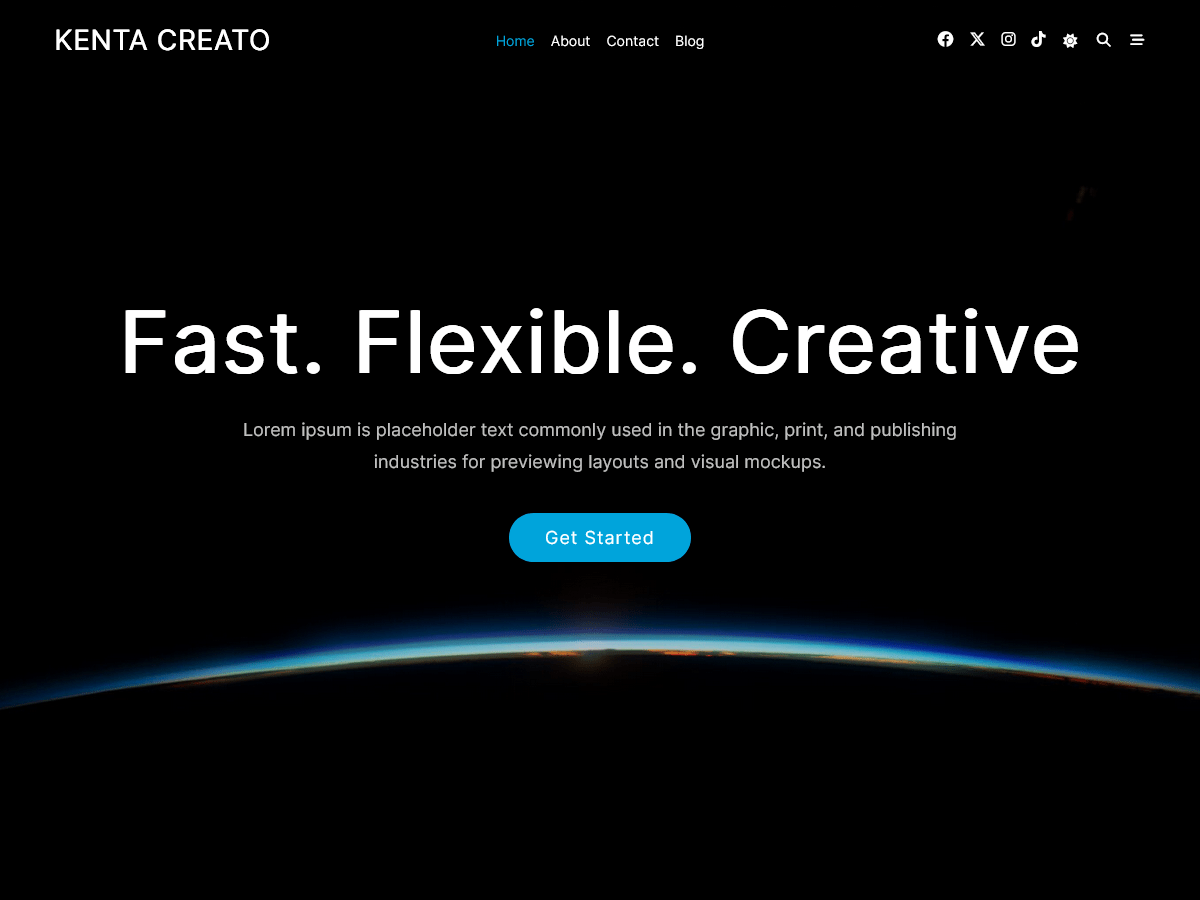 KENTA CREATO
Home About Contact Blog
Fast. Flexible. Creative
Lorem ipsum is placeholder text commonly used in the graphic, print, and publishing
industries for previewing layouts and visual mockups.
Get Started